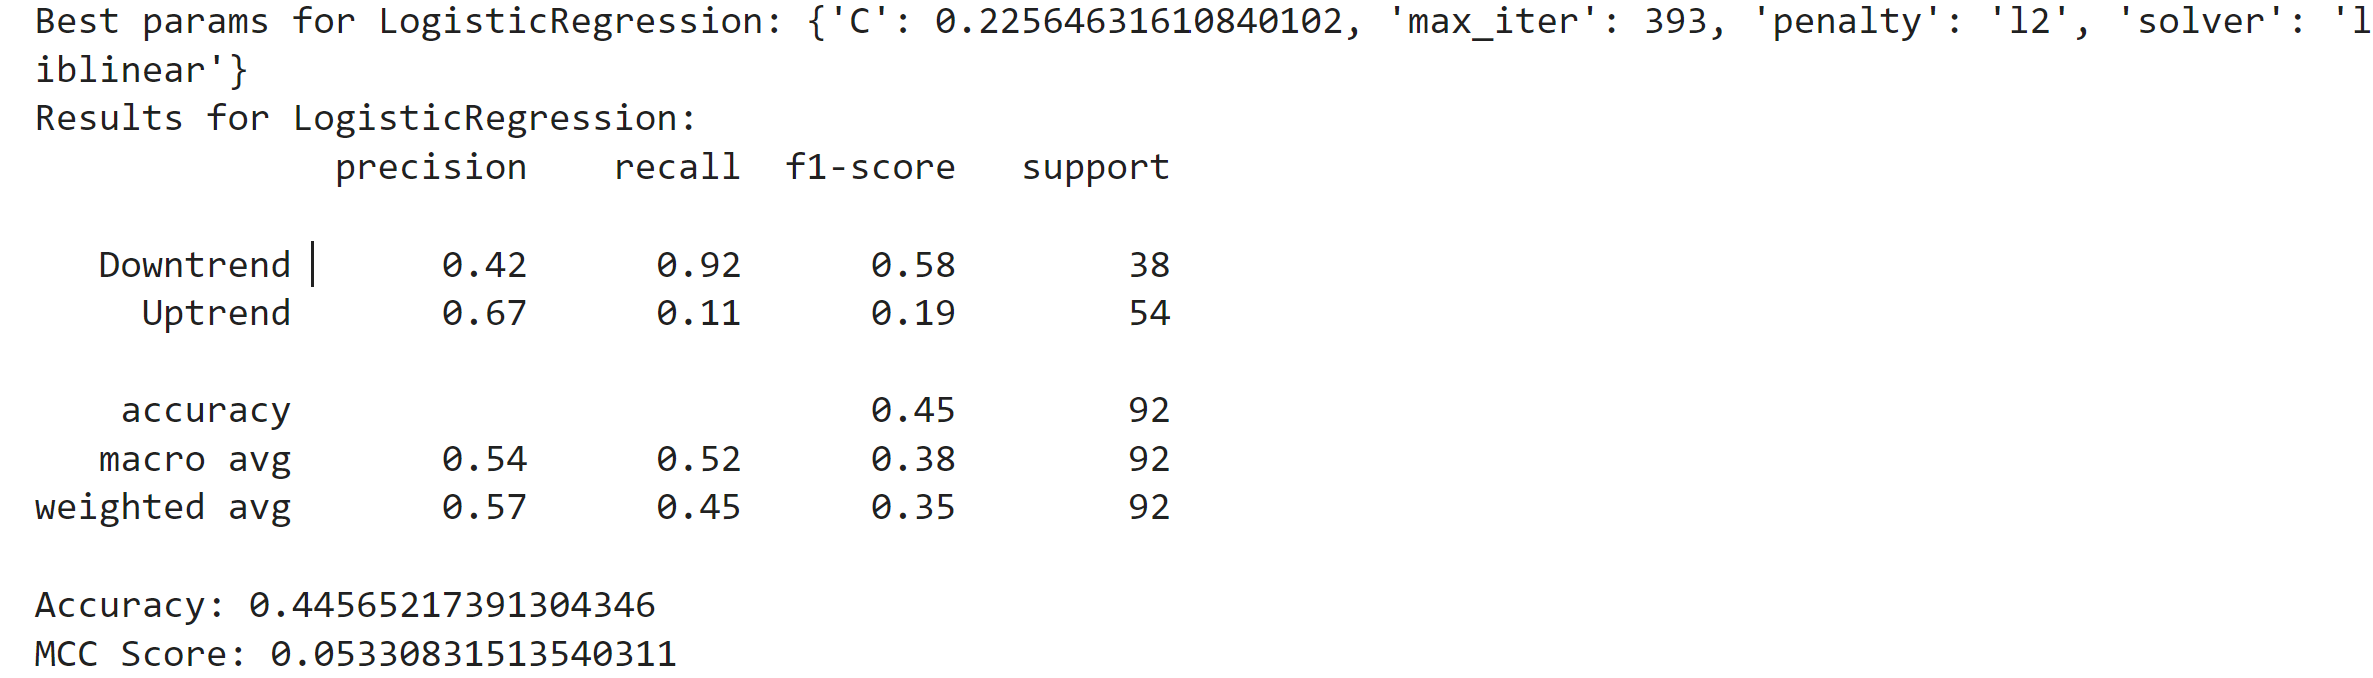 Best params for LogisticRegression: {'C': 0.22564631610840102, 'max_iter': 393, 'penalty': 'l2', 'solver': 'l
iblinear'}
Results for LogisticRegression:
precision recall f1-score support
Downtrend 0.42 0.92 0.58 38
Uptrend 0.67 0.11 0.19 54
accuracy 0.45 92
macro avg 0.54 0.52 0.38 92
weighted avg 0.57 0.45 0.35 92
Accuracy: 0.44565217391304346
MCC Score: 0.05330831513540311